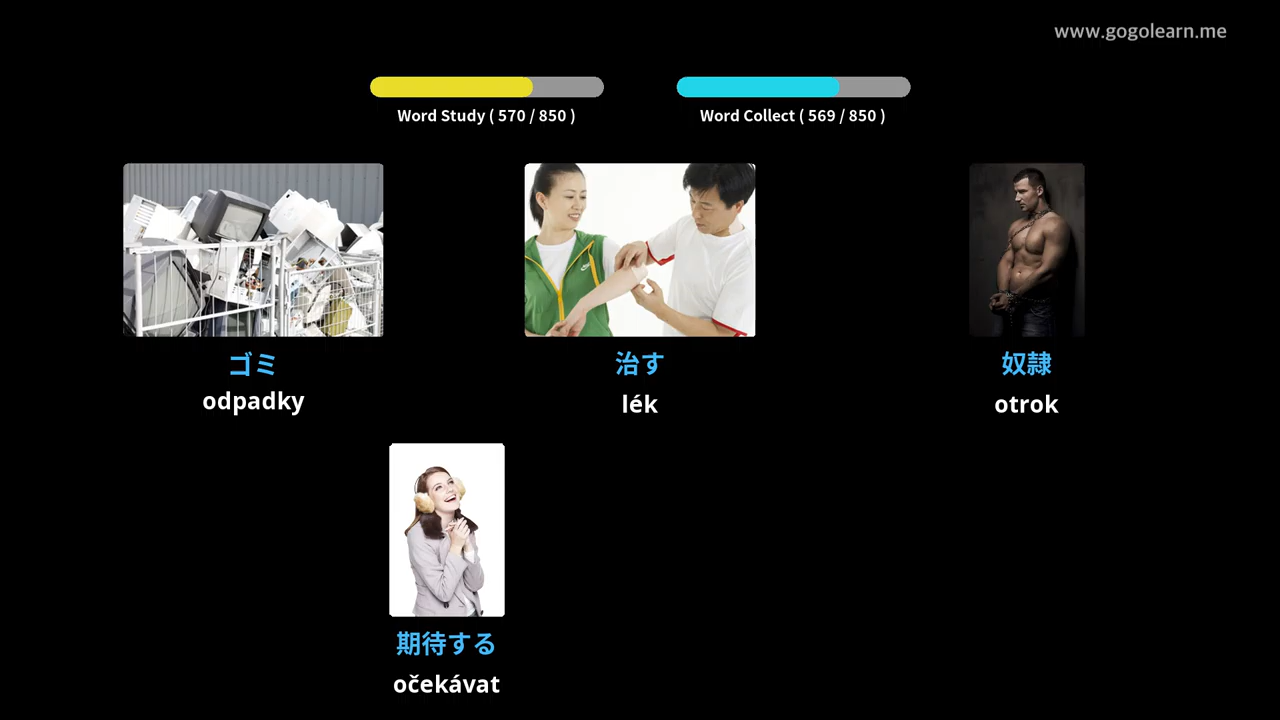 www.gogolearn.me
Word Study ( 570 / 850 )
Word Collect ( 569 / 850 )
ゴミ
odpadky
治す
lék
奴隷
otrok
期待する
očekávat